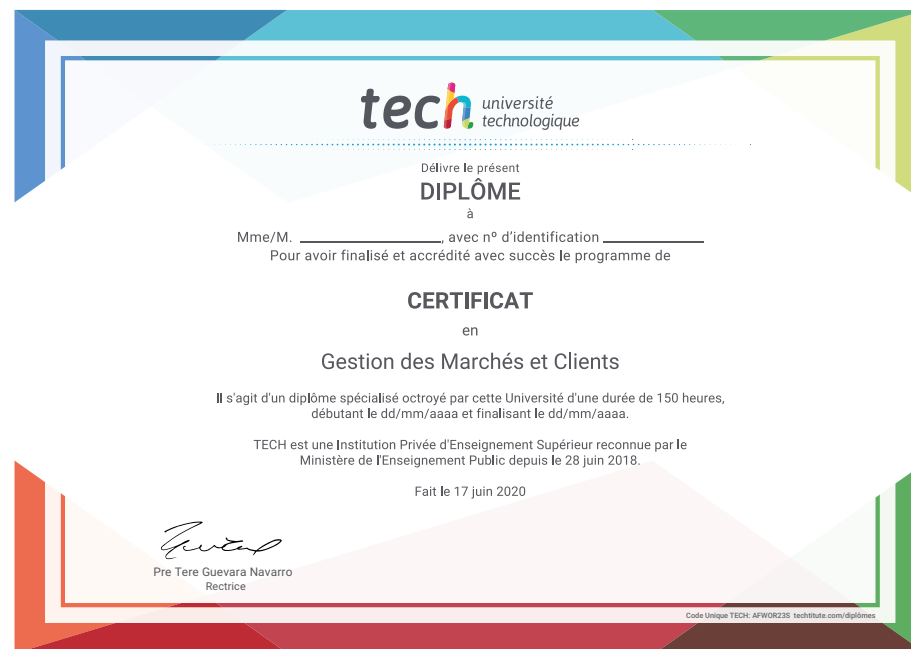 tech université
technologique
Délivre le présent
DIPLÔME
à
Mme/M. ____________________, avec nº d'identification ______________
Pour avoir finalisé et accrédité avec succès le programme de
CERTIFICAT
en
Gestion des Marchés et Clients
Il s'agit d'un diplôme spécialisé octroyé par cette Université d'une durée de 150 heures,
débutant le dd/mm/aaaa et finalisant le dd/mm/aaaa.
TECH est une Institution Privée d'Enseignement Supérieur reconnue par le
Ministère de l'Enseignement Public depuis le 28 juin 2018.
Fait le 17 juin 2020
Pre Tere Guevara Navarro
Rectrice
Code Unique TECH: AFWOR23S techtitute.com/diplômes